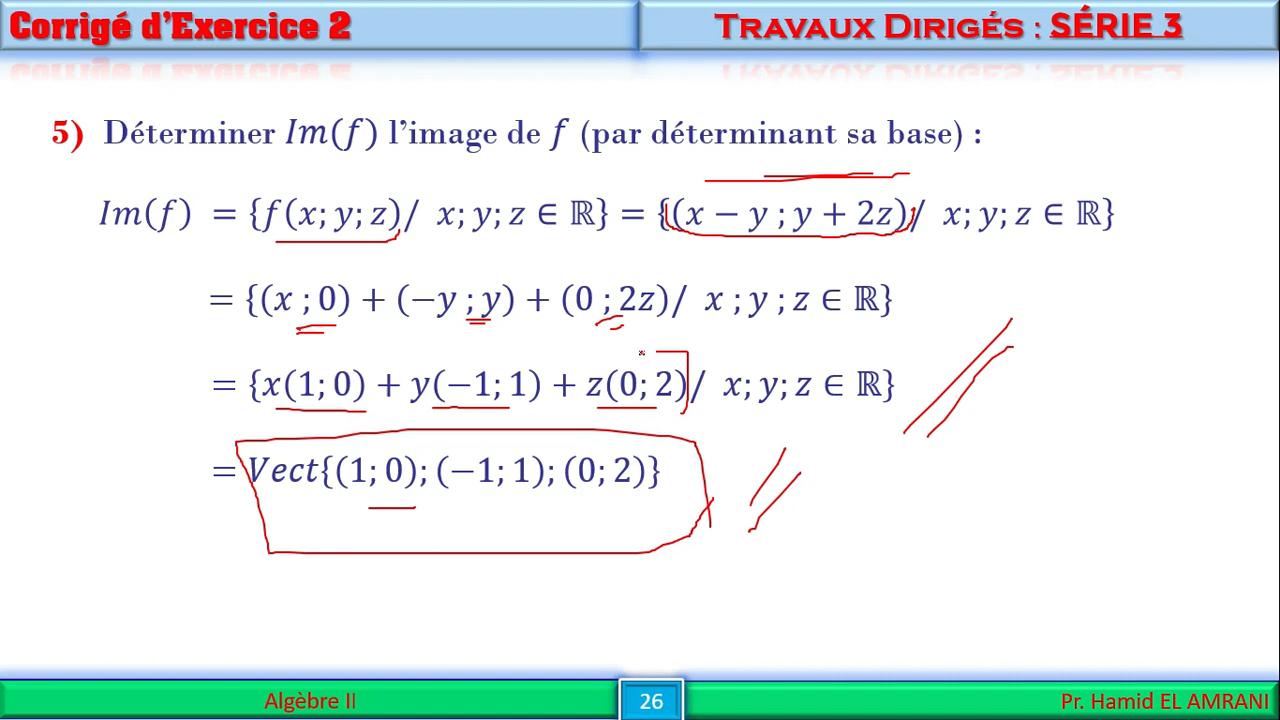 Corrigé d'Exercice 2
TRAVAUX DIRIGÉS : SÉRIE 3
5) Déterminer Im(f) l'image de f (par déterminant sa base) :
Im(f) = {f(x; y; z)/ x; y; z ∈ ℝ} = {(x − y ; y + 2z)/ x; y; z ∈ ℝ}
= {(x ; 0) + (−y ; y) + (0 ; 2z)/ x ; y ; z ∈ ℝ}
= {x(1; 0) + y(−1; 1) + z(0; 2)/ x; y; z ∈ ℝ}
= Vect{(1; 0); (−1; 1); (0; 2)}
Algèbre II
26
Pr. Hamid EL AMRANI